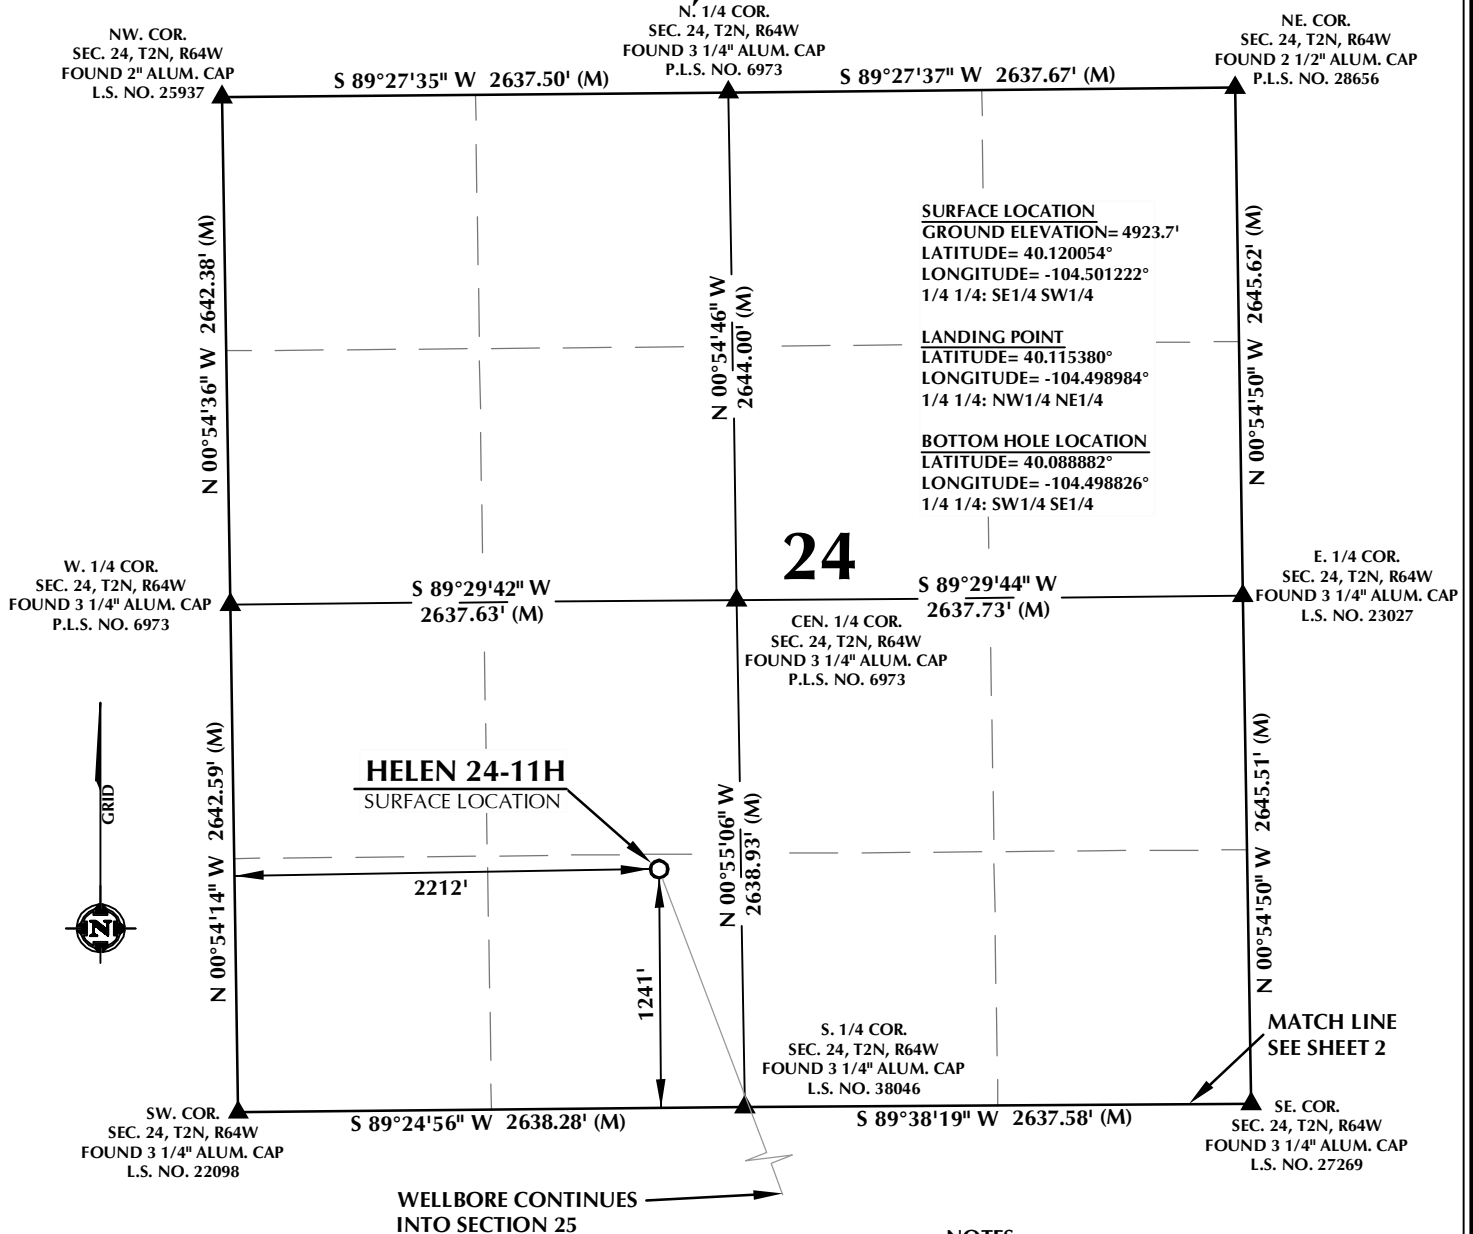 N. 1/4 COR.
SEC. 24, T2N, R64W
FOUND 3 1/4" ALUM. CAP
P.L.S. NO. 6973
NW. COR.
SEC. 24, T2N, R64W
FOUND 2" ALUM. CAP
L.S. NO. 25937
NE. COR.
SEC. 24, T2N, R64W
FOUND 2 1/2" ALUM. CAP
P.L.S. NO. 28656
S 89°27'35" W 2637.50' (M)
S 89°27'37" W 2637.67' (M)
N 00°54'36" W 2642.38' (M)
N 00°54'46" W
2644.00' (M)
N 00°54'50" W 2645.62' (M)
SURFACE LOCATION
GROUND ELEVATION= 4923.7'
LATITUDE= 40.120054°
LONGITUDE= -104.501222°
1/4 1/4: SE1/4 SW1/4
LANDING POINT
LATITUDE= 40.115380°
LONGITUDE= -104.498984°
1/4 1/4: NW1/4 NE1/4
BOTTOM HOLE LOCATION
LATITUDE= 40.088882°
LONGITUDE= -104.498826°
1/4 1/4: SW1/4 SE1/4
24
W. 1/4 COR.
SEC. 24, T2N, R64W
FOUND 3 1/4" ALUM. CAP
P.L.S. NO. 6973
S 89°29'42" W
2637.63' (M)
S 89°29'44" W
2637.73' (M)
E. 1/4 COR.
SEC. 24, T2N, R64W
FOUND 3 1/4" ALUM. CAP
L.S. NO. 23027
CEN. 1/4 COR.
SEC. 24, T2N, R64W
FOUND 3 1/4" ALUM. CAP
P.L.S. NO. 6973
GRID
N
N 00°54'14" W 2642.59' (M)
HELEN 24-11H
SURFACE LOCATION
2212'
1241'
N 00°55'06" W
2638.93' (M)
N 00°54'50" W 2645.51' (M)
MATCH LINE
SEE SHEET 2
S. 1/4 COR.
SEC. 24, T2N, R64W
FOUND 3 1/4" ALUM. CAP
L.S. NO. 38046
SW. COR.
SEC. 24, T2N, R64W
FOUND 3 1/4" ALUM. CAP
L.S. NO. 22098
S 89°24'56" W 2638.28' (M)
S 89°38'19" W 2637.58' (M)
SE. COR.
SEC. 24, T2N, R64W
FOUND 3 1/4" ALUM. CAP
L.S. NO. 27269
WELLBORE CONTINUES
INTO SECTION 25